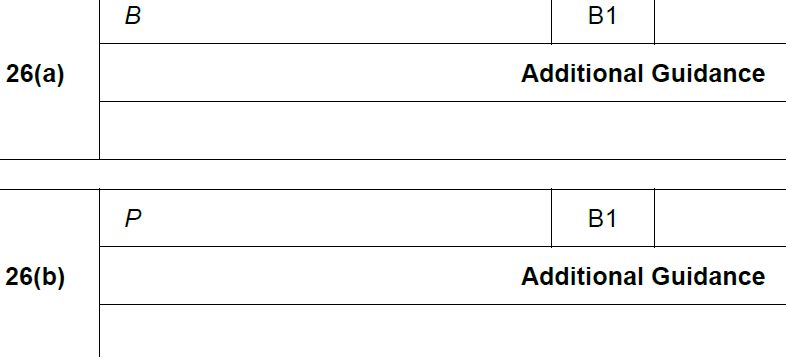 B B1
26(a) Additional Guidance
P B1
26(b) Additional Guidance